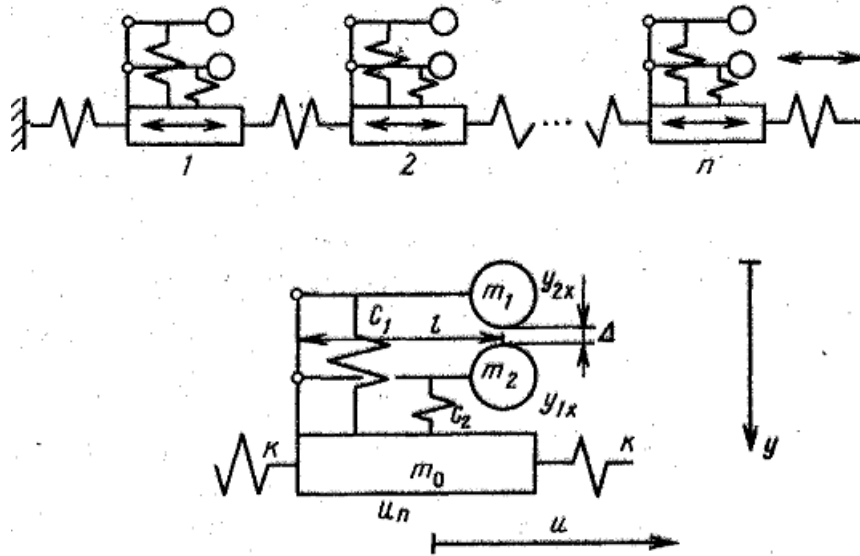 1 2 ... n
m₁ y₂ₓ
C₁ l Δ
m₂ y₁ₓ
C₂ y
к m₀ к
uₙ u